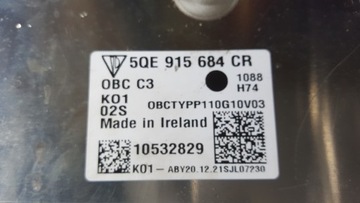 5QE 915 684 CR
OBC C3
1088
H74
K01
02S
OBCTYPP110G10V03
Made in Ireland
10532829
K01- ABY20.12.21SJL07230